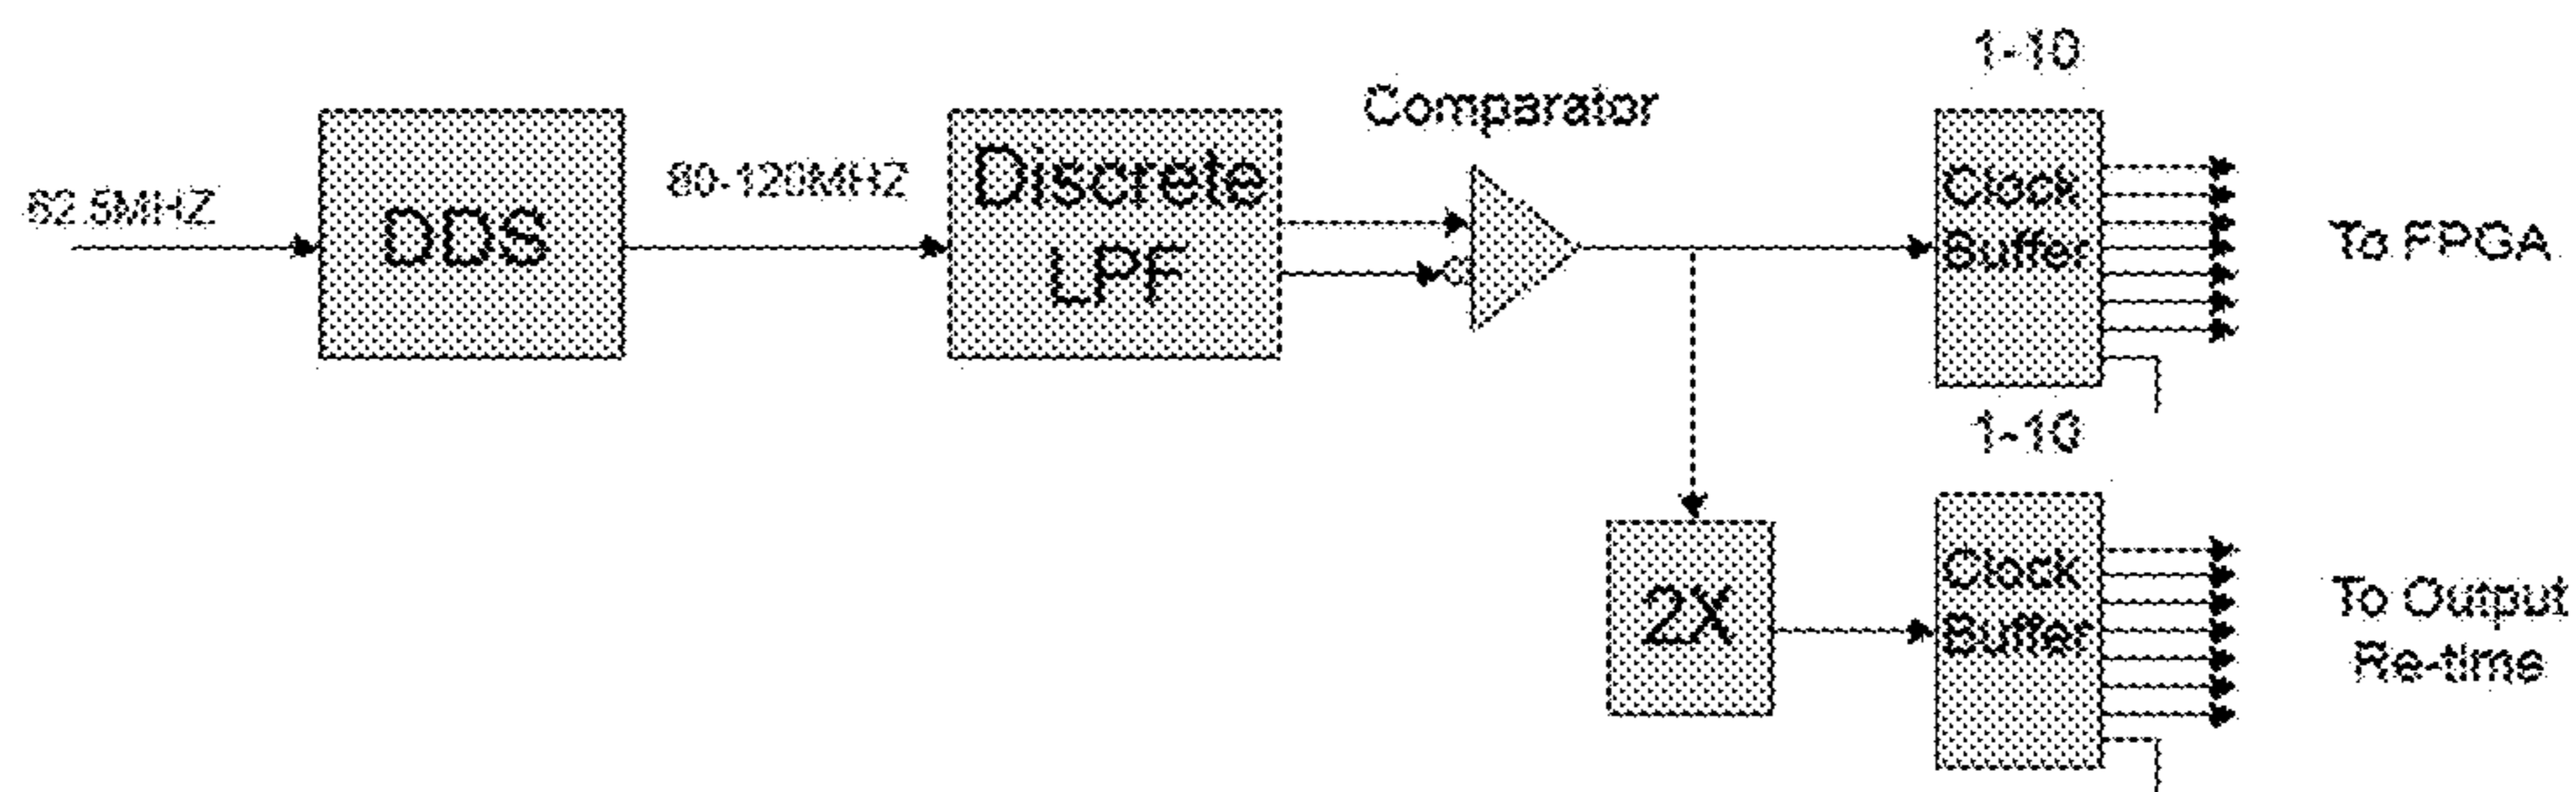 62.5MHZ
DDS
80-120MHZ
Discrete
LPF
Comparator
1-10
Clock
Buffer
To FPGA
2X
1-10
Clock
Buffer
To Output
Re-time